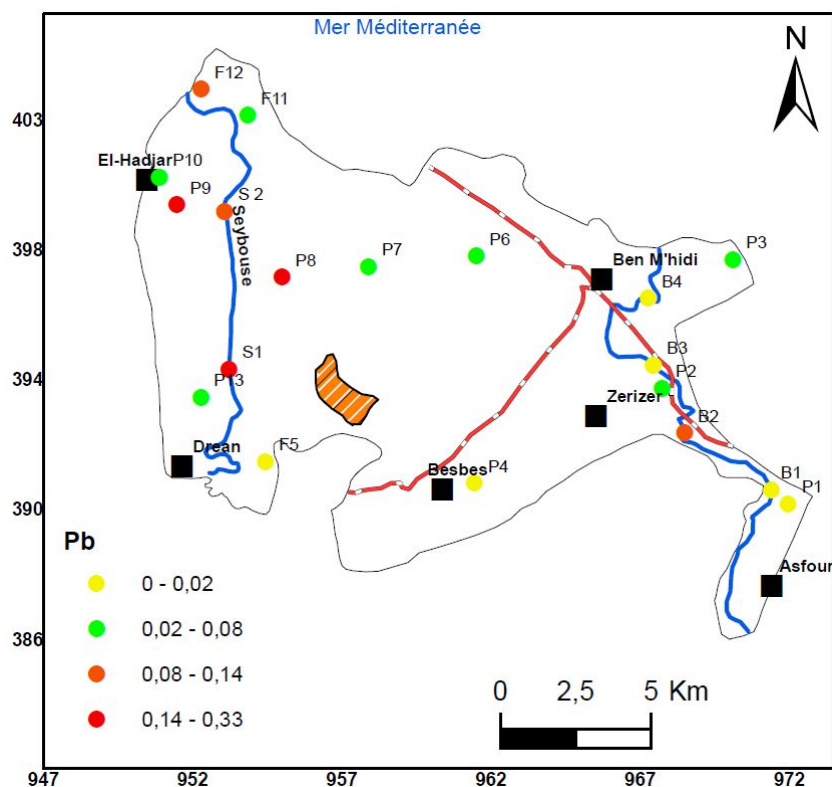 Mer Méditerranée
N
F12
F11
403
El-Hadjar P10
P9
S 2
Seybouse
398
P8
P7
P6
P3
Ben M'hidi
B4
394
S1
B3
P2
P13
Zerizer
B2
Drean
F5
Besbes
P4
B1
P1
390
Pb
0 - 0,02
Asfour
0,02 - 0,08
386
0,08 - 0,14
0 2,5 5 Km
0,14 - 0,33
947 952 957 962 967 972